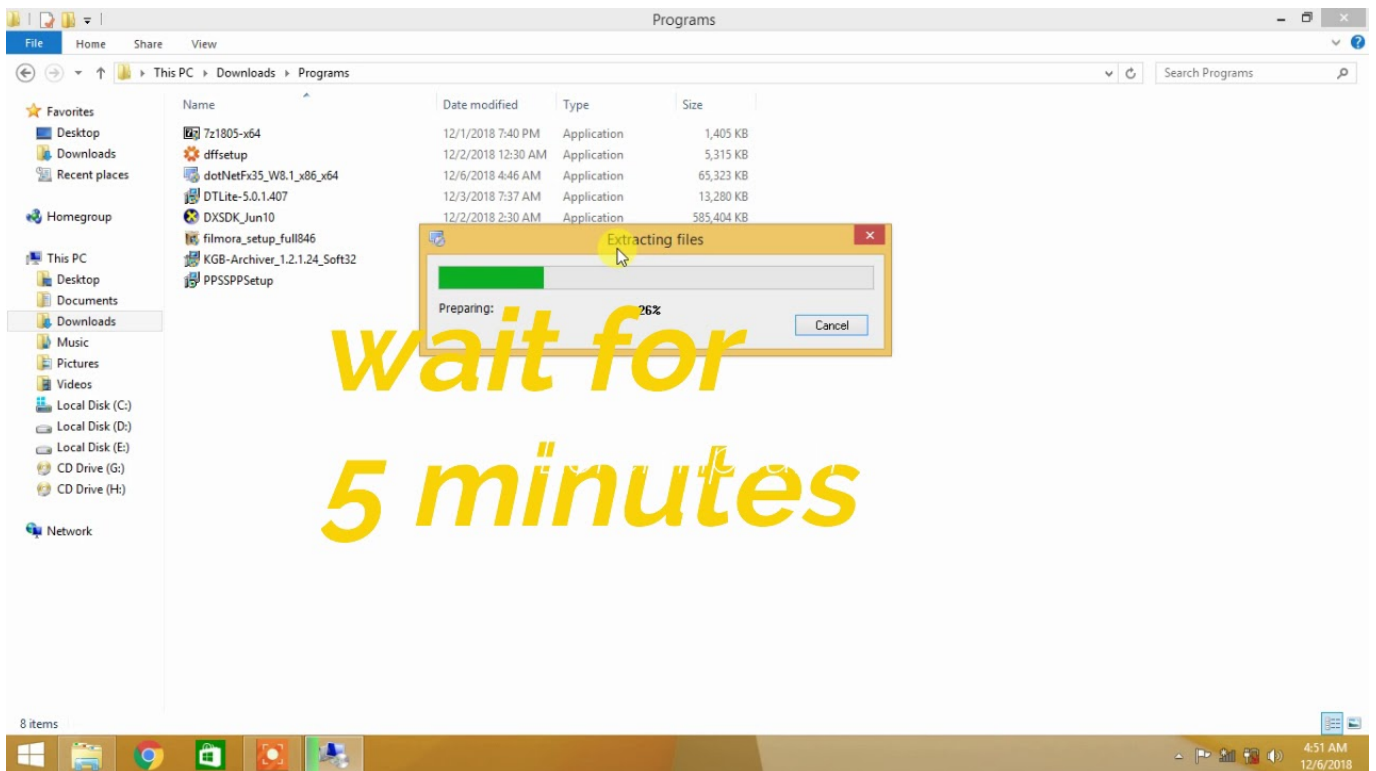 Programs
File Home Share View
This PC Downloads Programs
Search Programs
Favorites
Desktop
Downloads
Recent places
Homegroup
This PC
Desktop
Documents
Downloads
Music
Pictures
Videos
Local Disk (C:)
Local Disk (D:)
Local Disk (E:)
CD Drive (G:)
CD Drive (H:)
Network
Name Date modified Type Size
7z1805-x64 12/1/2018 7:40 PM Application 1,405 KB
dffsetup 12/2/2018 12:30 AM Application 5,315 KB
dotNetFx35_W8.1_x86_x64 12/6/2018 4:46 AM Application 65,323 KB
DTLite-5.0.1.407 12/3/2018 7:37 AM Application 13,280 KB
DXSDK_Jun10 12/2/2018 2:30 AM Application 585,404 KB
filmora_setup_full846
KGB-Archiver_1.2.1.24_Soft32
PPSSPPSetup
Extracting files
Preparing: 26%
Cancel
wait for
5 minutes
8 items
4:51 AM
12/6/2018